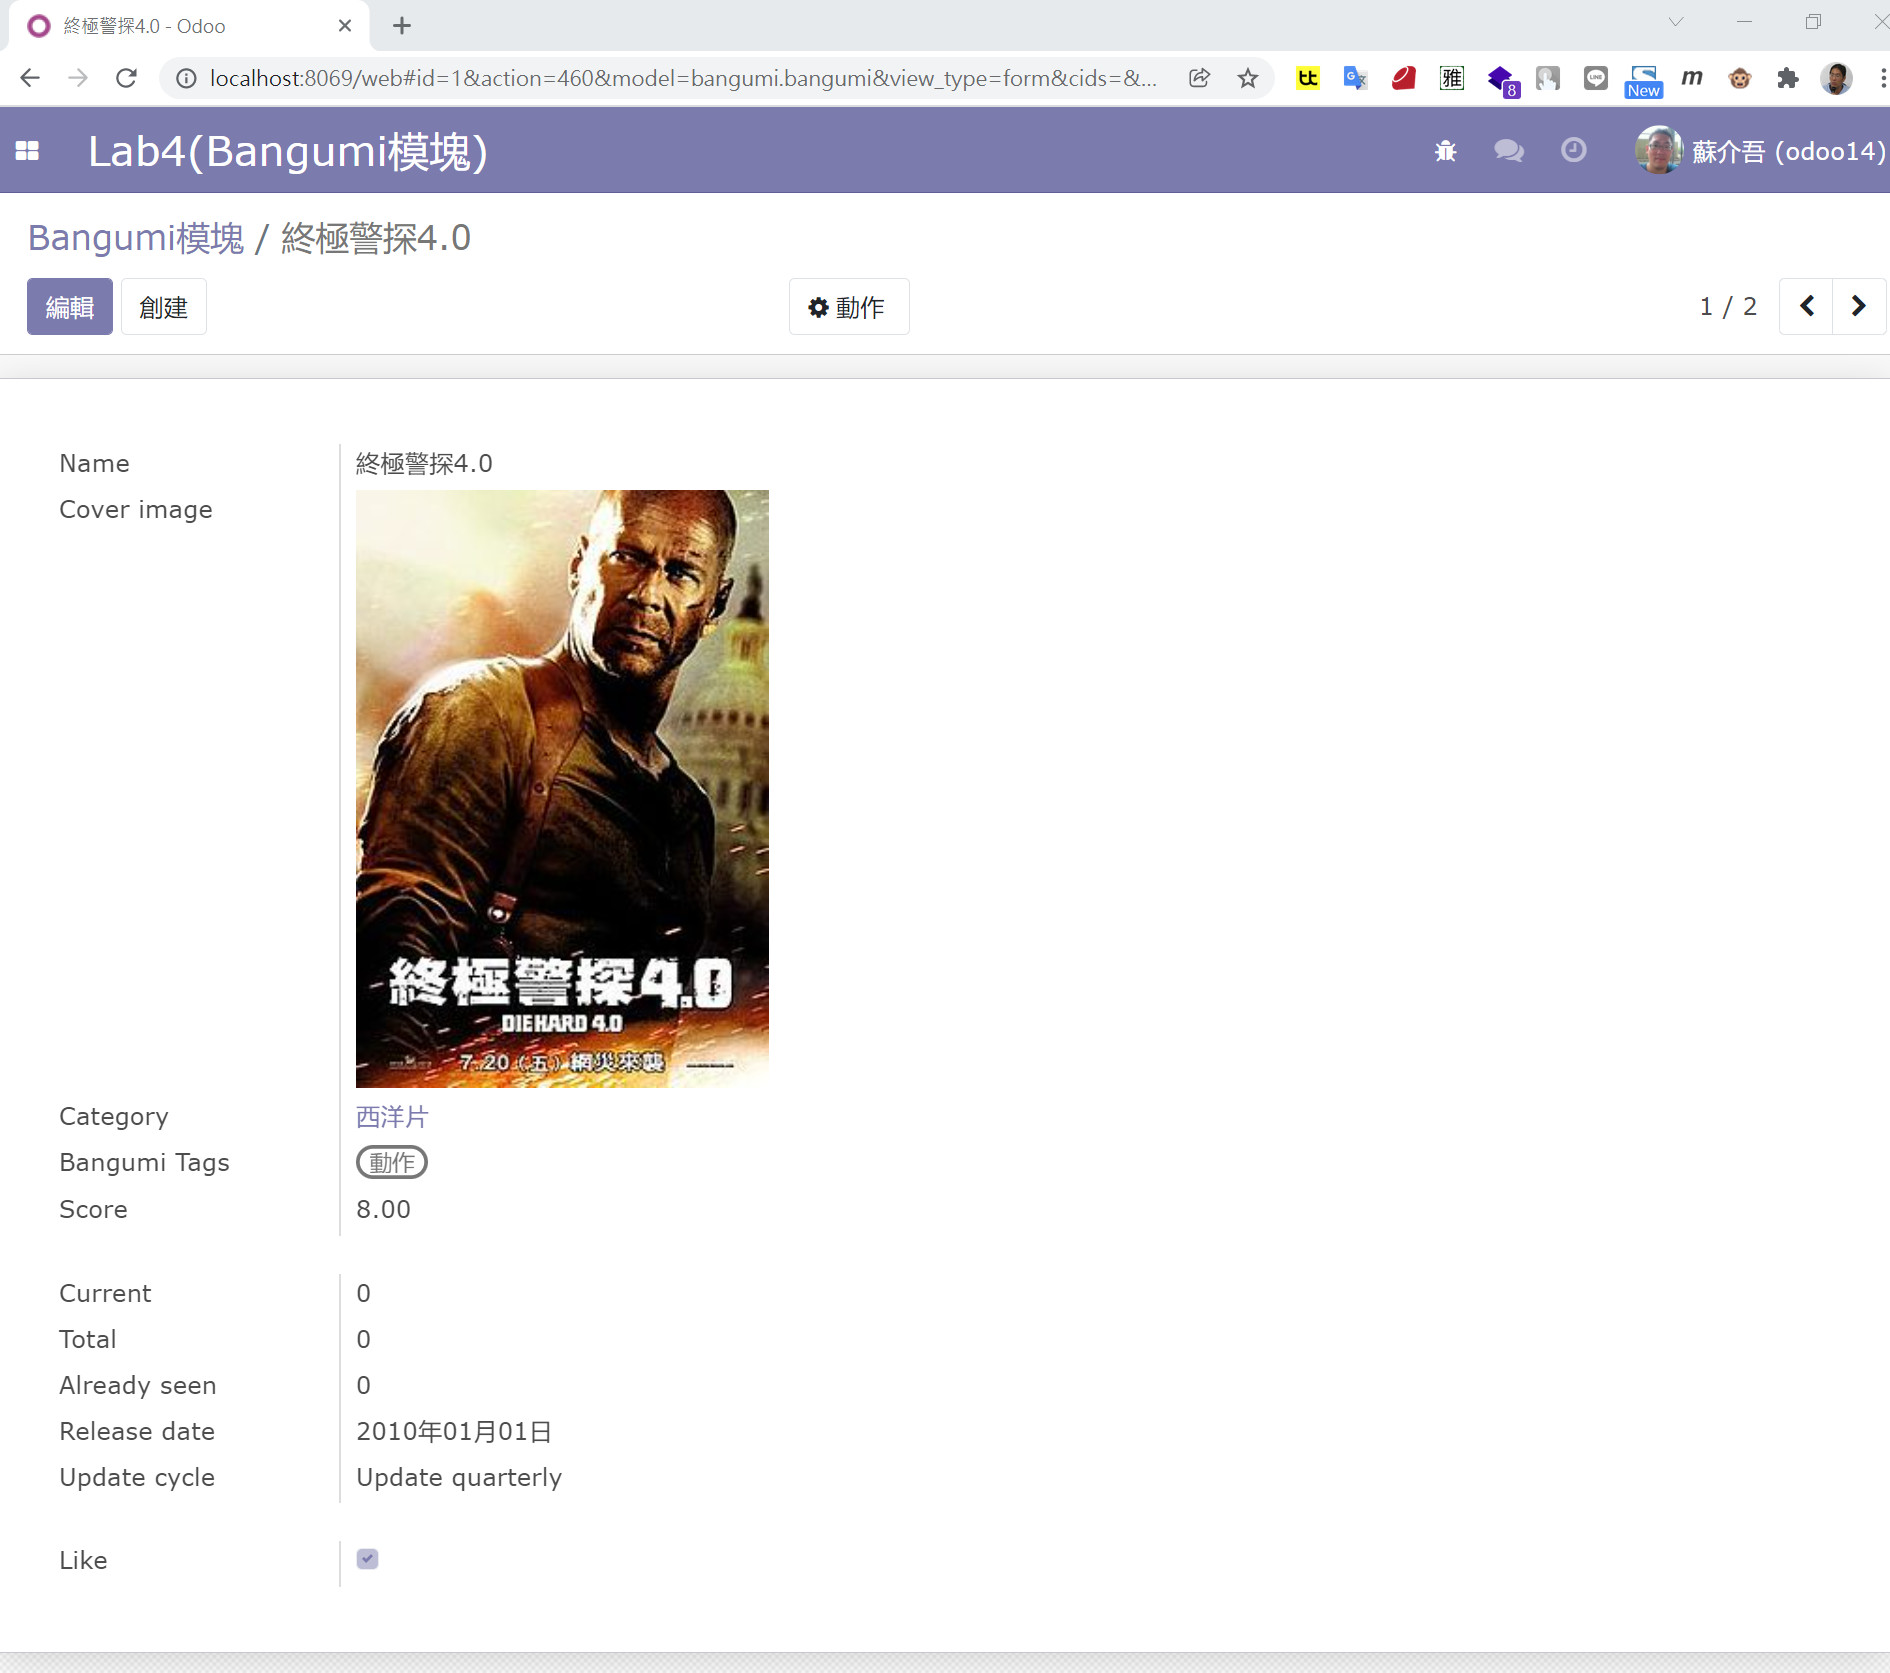 終極警探4.0 - Odoo
localhost:8069/web#id=1&action=460&model=bangumi.bangumi&view_type=form&cids=&...
tt
G
雅
8
LINE
New
m
Lab4(Bangumi模塊)
蘇介吾 (odoo14)
Bangumi模塊 / 終極警探4.0
編輯
創建
動作
1 / 2
Name
終極警探4.0
Cover image
終極警探4.0
DIEHARD 4.0
7.20(五)網災來襲
Category
西洋片
Bangumi Tags
動作
Score
8.00
Current
0
Total
0
Already seen
0
Release date
2010年01月01日
Update cycle
Update quarterly
Like